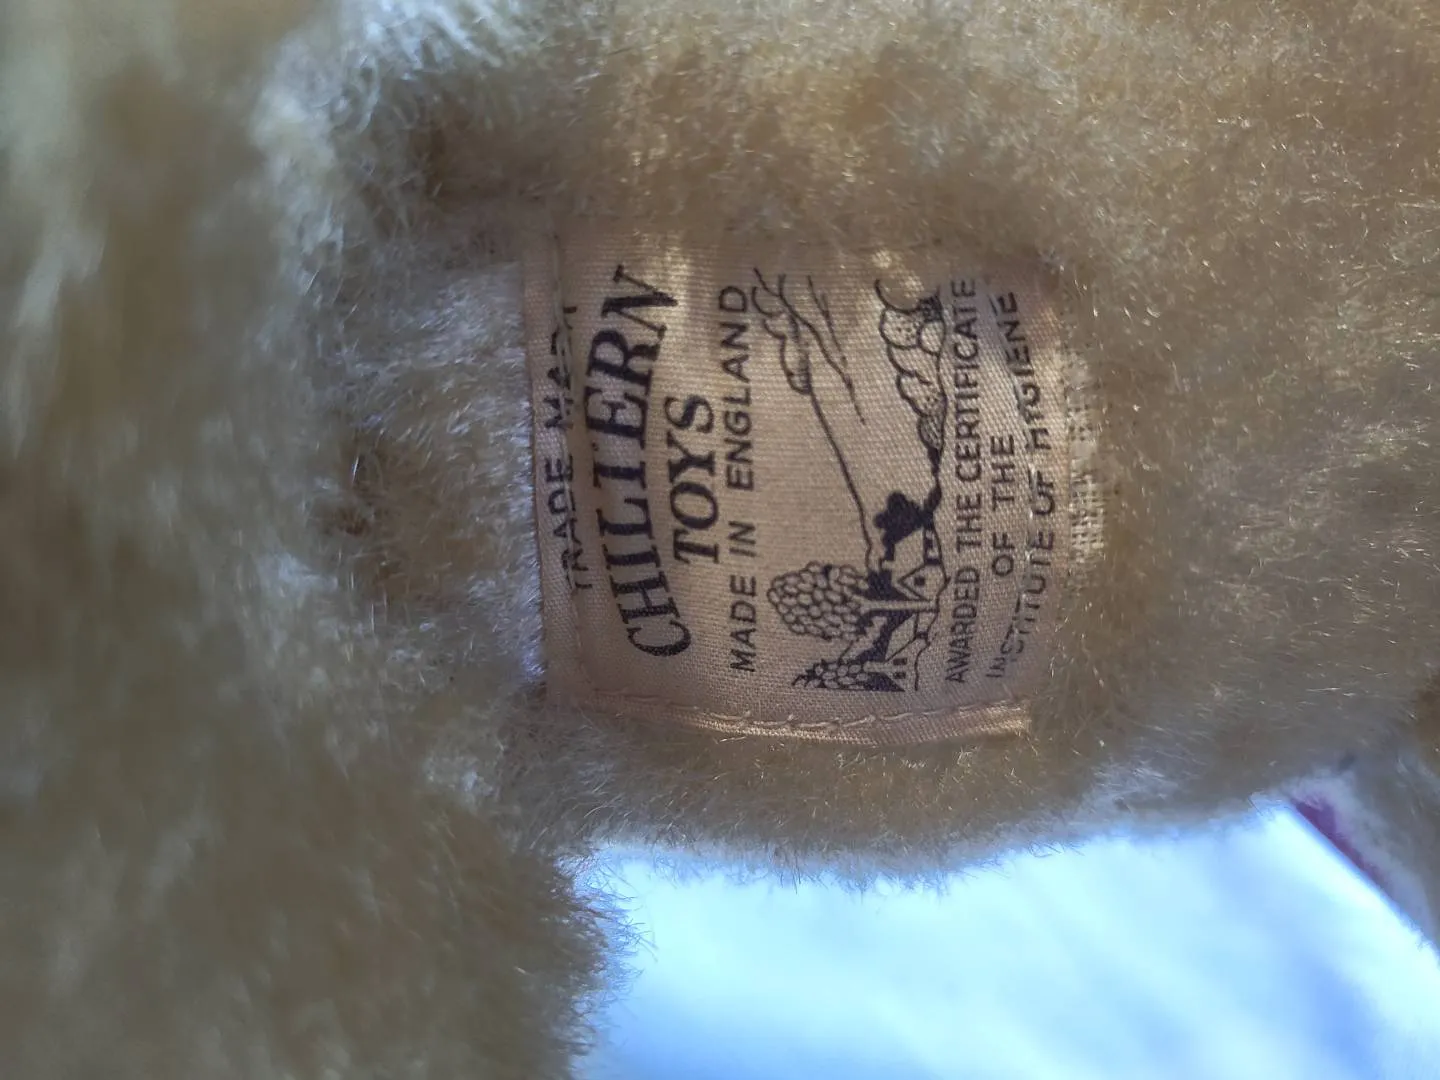 TRADE MARK
CHILTERN
TOYS
MADE IN ENGLAND
AWARDED THE CERTIFICATE
OF THE
INSTITUTE OF HYGIENE